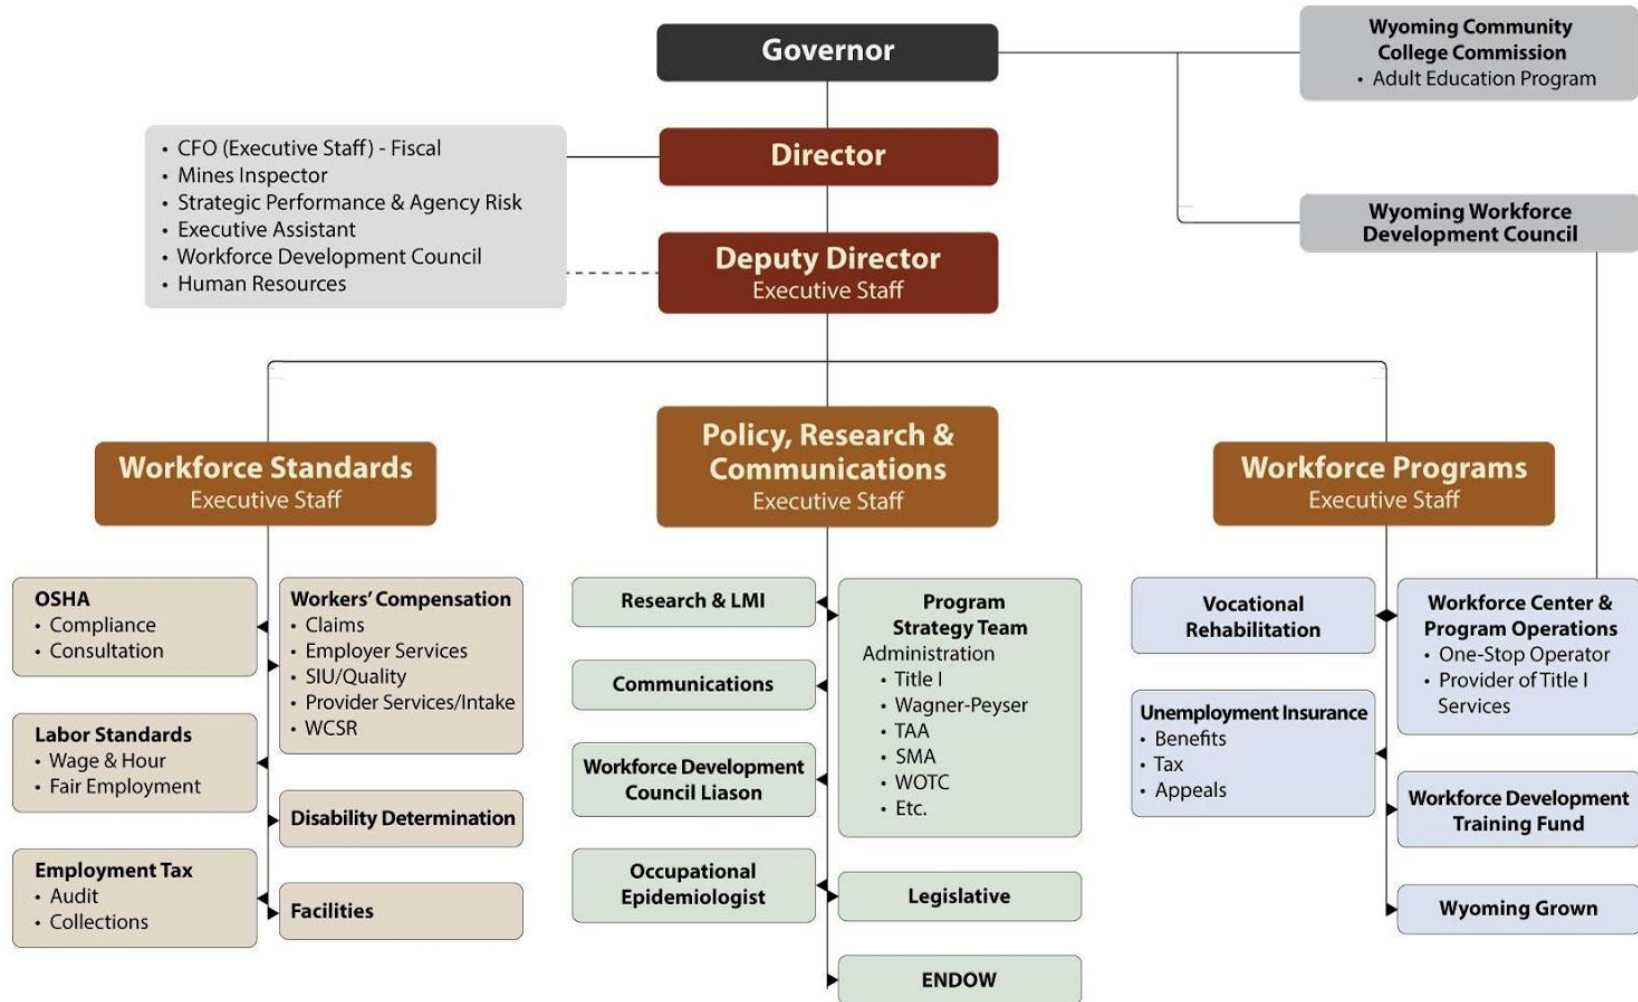 Governor
Wyoming Community
College Commission
• Adult Education Program
Director
• CFO (Executive Staff) - Fiscal
• Mines Inspector
• Strategic Performance & Agency Risk
• Executive Assistant
• Workforce Development Council
• Human Resources
Wyoming Workforce
Development Council
Deputy Director
Executive Staff
Workforce Standards
Executive Staff
Policy, Research &
Communications
Executive Staff
Workforce Programs
Executive Staff
OSHA
• Compliance
• Consultation
Labor Standards
• Wage & Hour
• Fair Employment
Employment Tax
• Audit
• Collections
Workers’ Compensation
• Claims
• Employer Services
• SIU/Quality
• Provider Services/Intake
• WCSR
Disability Determination
Facilities
Research & LMI
Communications
Workforce Development
Council Liason
Occupational
Epidemiologist
Program
Strategy Team
Administration
• Title I
• Wagner-Peyser
• TAA
• SMA
• WOTC
• Etc.
Legislative
ENDOW
Vocational
Rehabilitation
Unemployment Insurance
• Benefits
• Tax
• Appeals
Workforce Center &
Program Operations
• One-Stop Operator
• Provider of Title I
Services
Workforce Development
Training Fund
Wyoming Grown